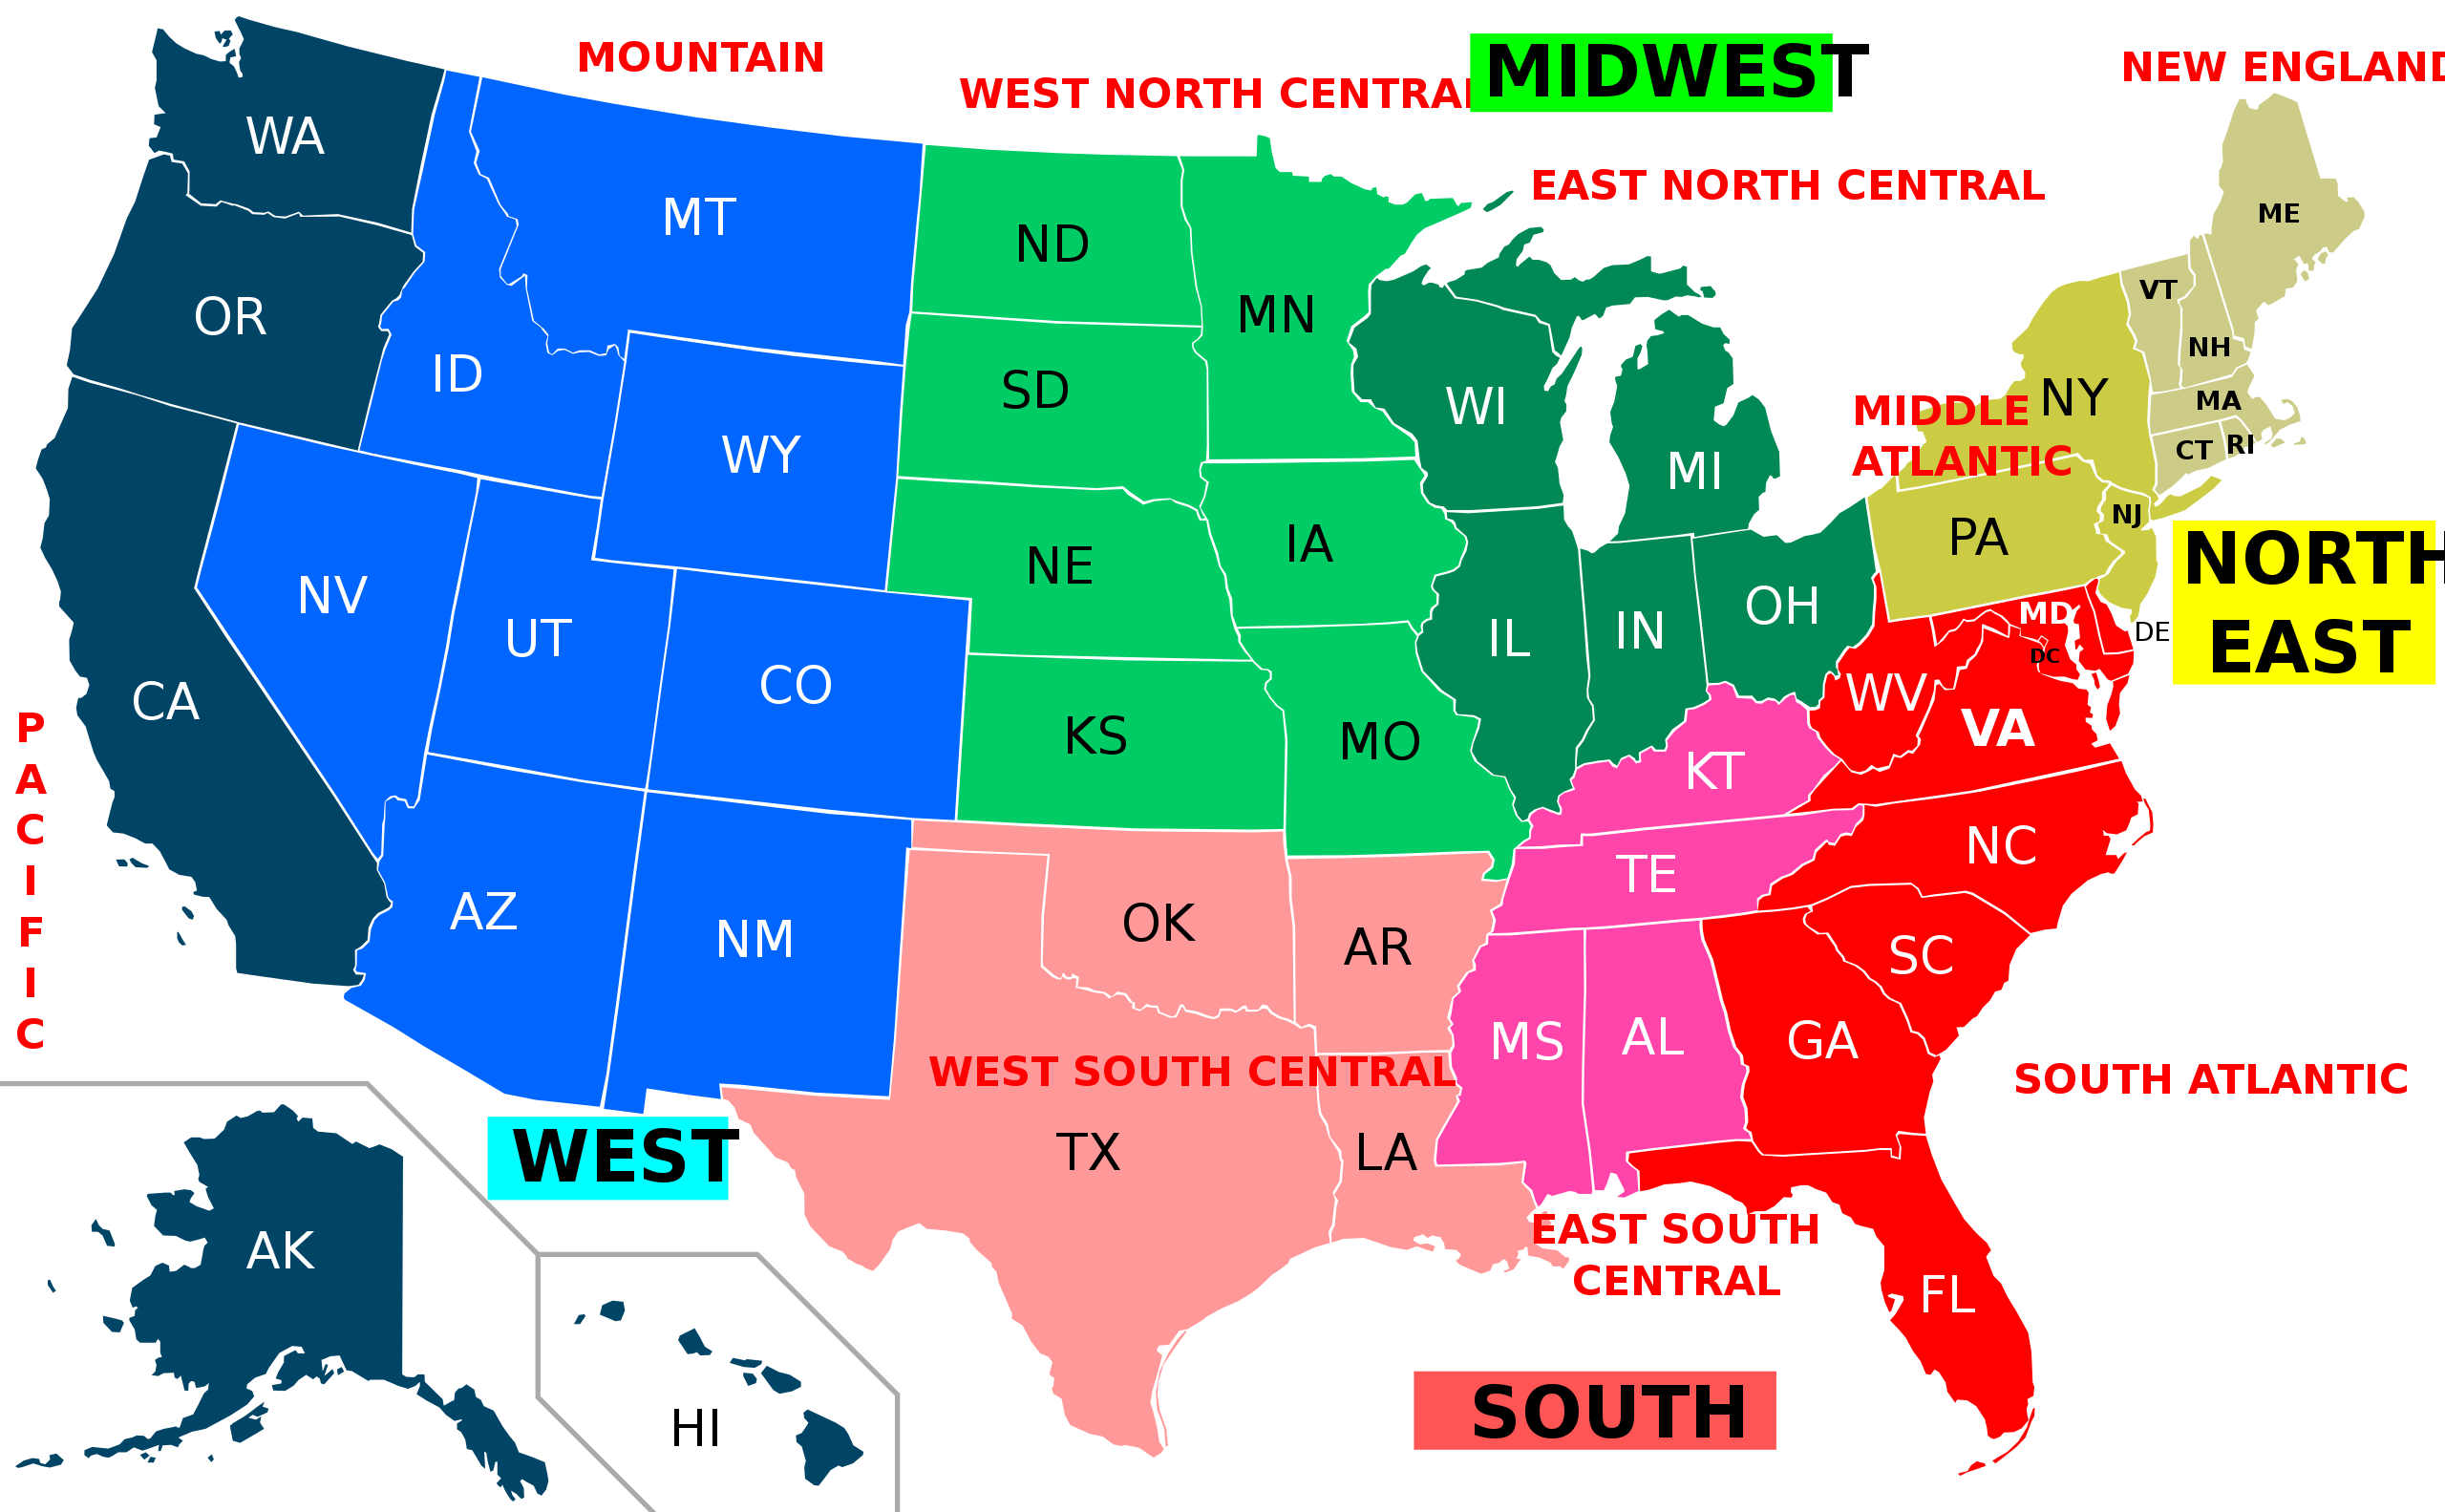 MOUNTAIN
WEST NORTH CENTRAL
MIDWEST
NEW ENGLAND
EAST NORTH CENTRAL
WA
MT
ND
MN
ME
OR
ID
SD
WI
MI
VT
NH
NY
MA
CT
RI
MIDDLE
ATLANTIC
WY
NE
IA
PA
NJ
NORTH
EAST
NV
UT
CO
IL
IN
OH
MD
DE
DC
CA
KS
MO
WV
VA
KT
P
A
C
I
F
I
C
AZ
NM
OK
AR
TE
NC
SC
MS
AL
GA
WEST SOUTH CENTRAL
SOUTH ATLANTIC
WEST
TX
LA
EAST SOUTH
CENTRAL
AK
FL
HI
SOUTH